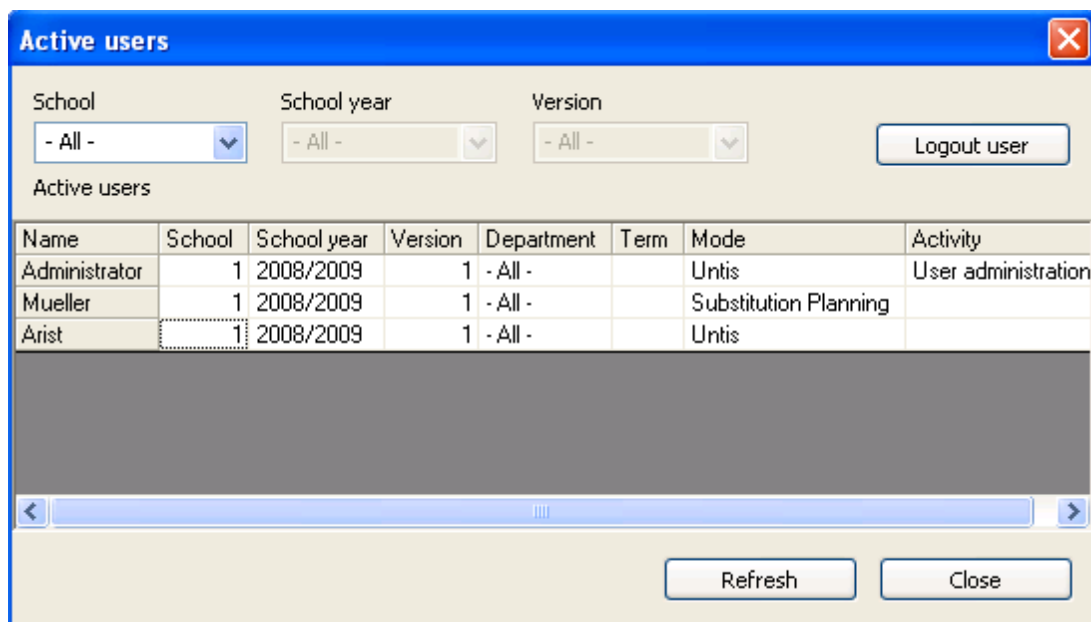 Active users
School School year Version
- All - - All - - All - Logout user
Active users
Name School School year Version Department Term Mode Activity
Administrator 1 2008/2009 1 - All - Untis User administration
Mueller 1 2008/2009 1 - All - Substitution Planning
Arist 1 2008/2009 1 - All - Untis
Refresh Close